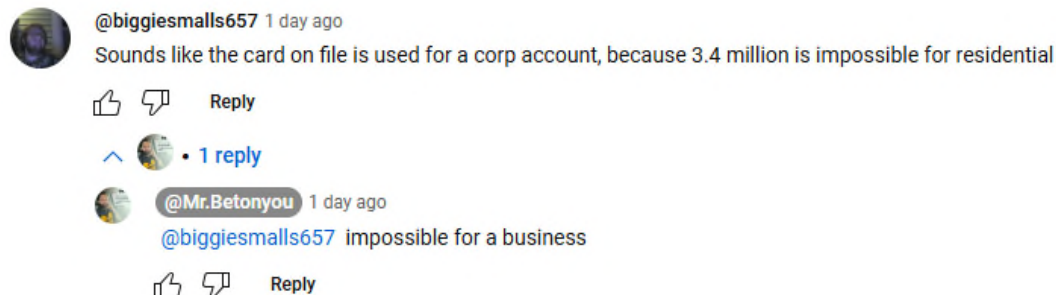 @biggiesmalls657 1 day ago
Sounds like the card on file is used for a corp account, because 3.4 million is impossible for residential
Reply
• 1 reply
@Mr.Betonyou 1 day ago
@biggiesmalls657 impossible for a business
Reply